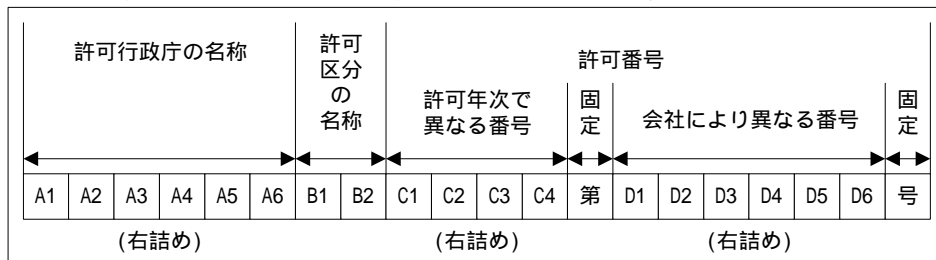 許可行政庁の名称
許可
区分
の
名称
許可番号
許可年次で
異なる番号
固
定
会社により異なる番号
固
定
A1 A2 A3 A4 A5 A6 B1 B2 C1 C2 C3 C4 第 D1 D2 D3 D4 D5 D6 号
(右詰め) (右詰め) (右詰め)